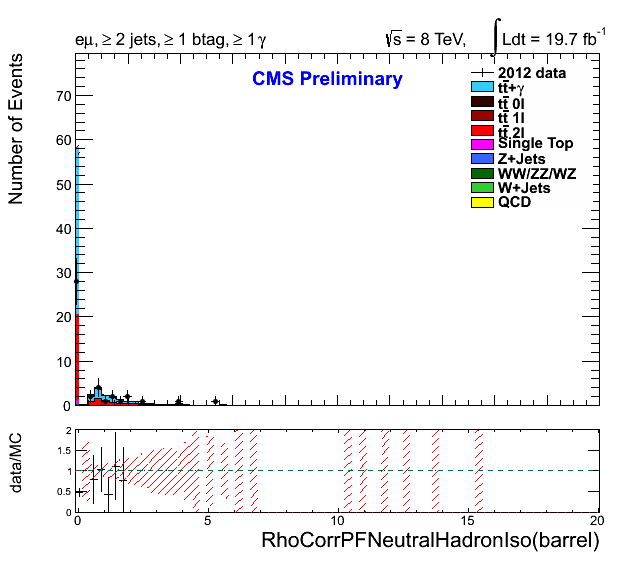 eμ, ≥ 2 jets, ≥ 1 btag, ≥ 1 γ
√s = 8 TeV, ∫ Ldt = 19.7 fb⁻¹
CMS Preliminary
2012 data
tt̄+γ
tt̄ 0l
tt̄ 1l
tt̄ 2l
Single Top
Z+Jets
WW/ZZ/WZ
W+Jets
QCD
Number of Events
70
60
50
40
30
20
10
0
data/MC
2
1.5
1
0.5
0
0 5 10 15 20
RhoCorrPFNeutralHadronIso(barrel)